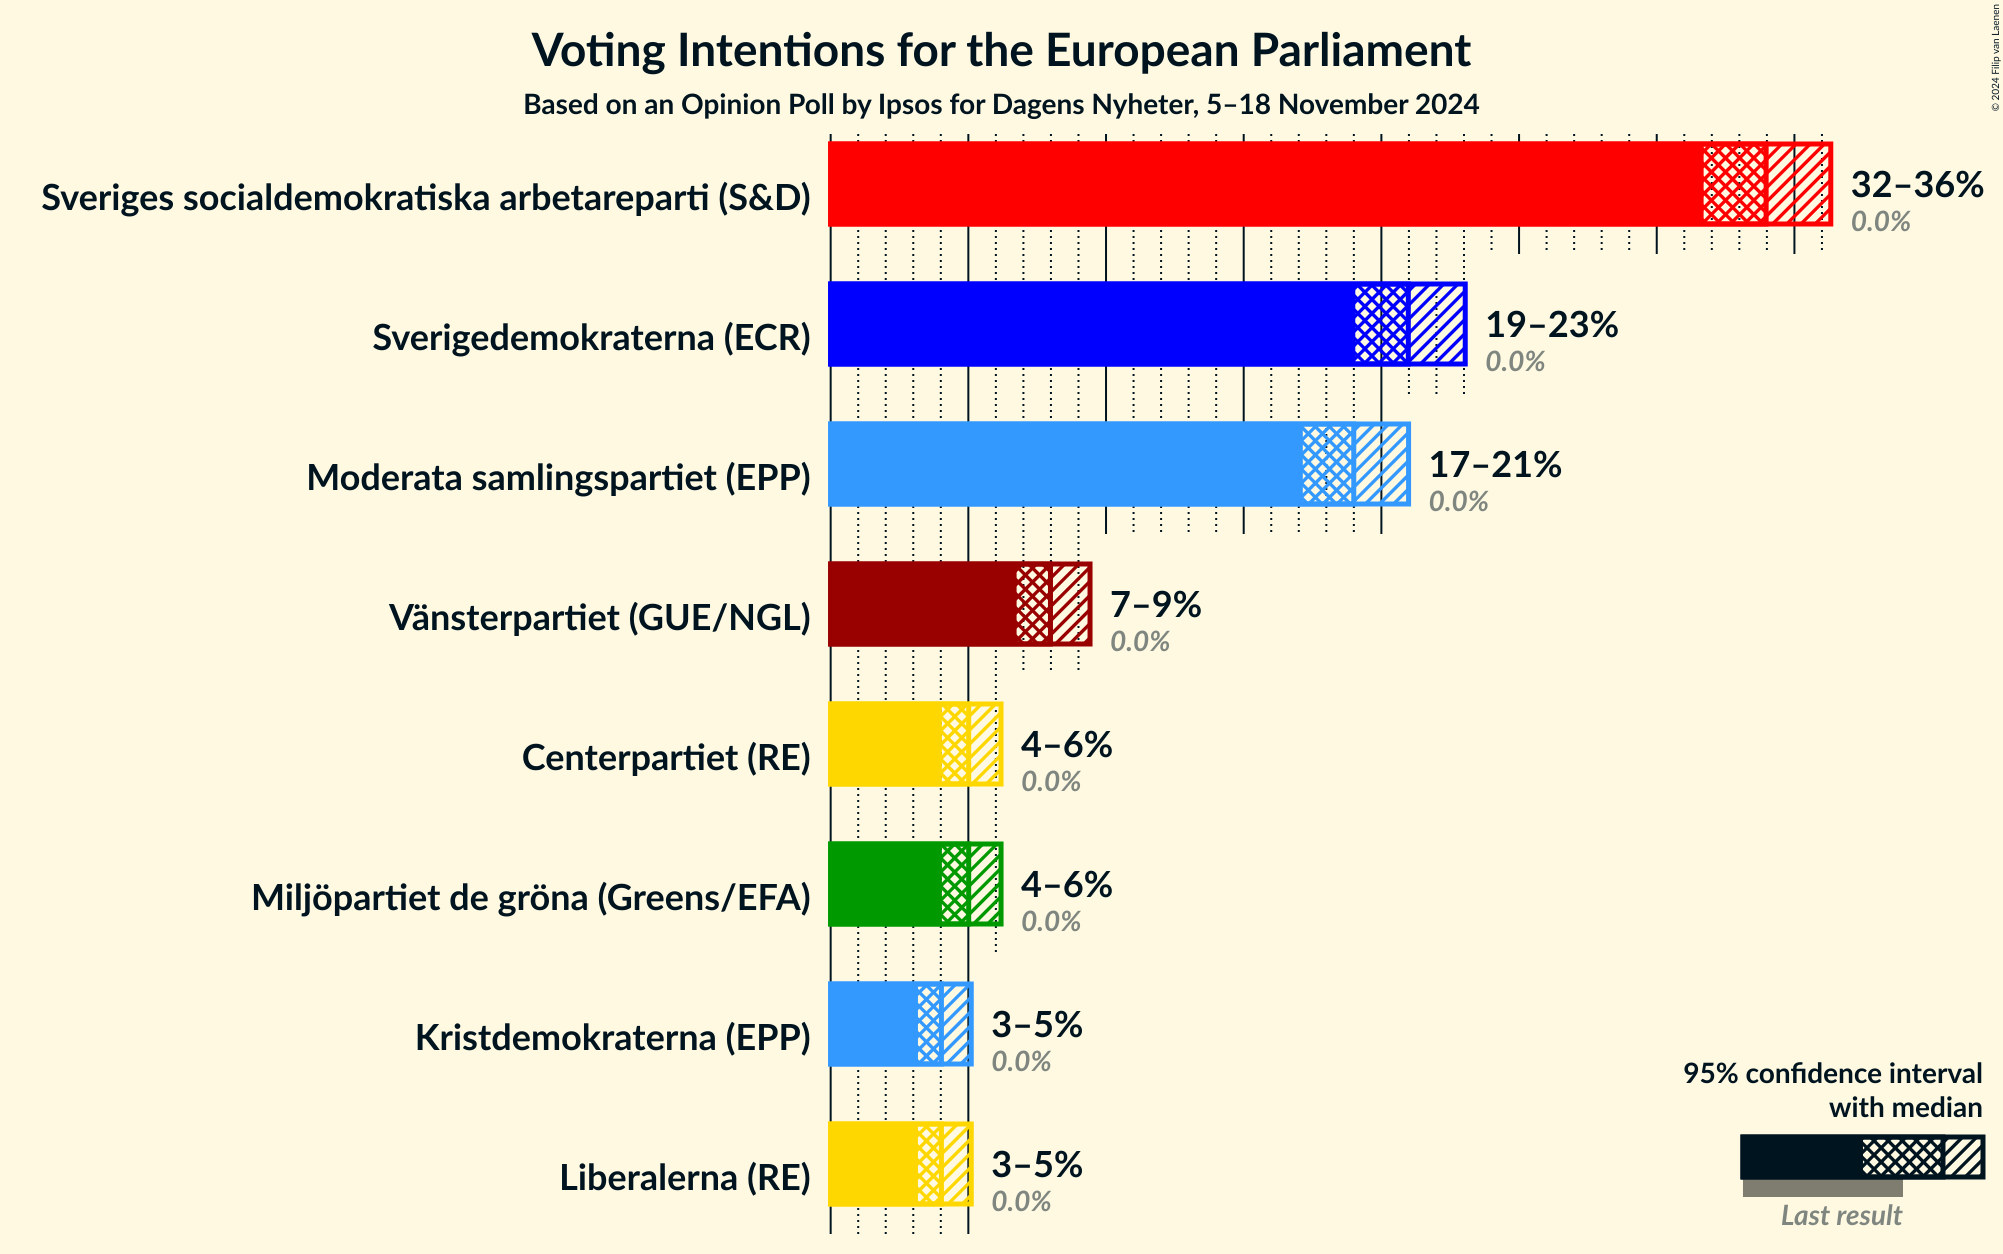 Voting Intentions for the European Parliament
Based on an Opinion Poll by Ipsos for Dagens Nyheter, 5–18 November 2024
© 2024 Filip van Laenen
Sveriges socialdemokratiska arbetareparti (S&D)
32–36%
0.0%
Sverigedemokraterna (ECR)
19–23%
0.0%
Moderata samlingspartiet (EPP)
17–21%
0.0%
Vänsterpartiet (GUE/NGL)
7–9%
0.0%
Centerpartiet (RE)
4–6%
0.0%
Miljöpartiet de gröna (Greens/EFA)
4–6%
0.0%
Kristdemokraterna (EPP)
3–5%
0.0%
Liberalerna (RE)
3–5%
0.0%
95% confidence interval
with median
Last result